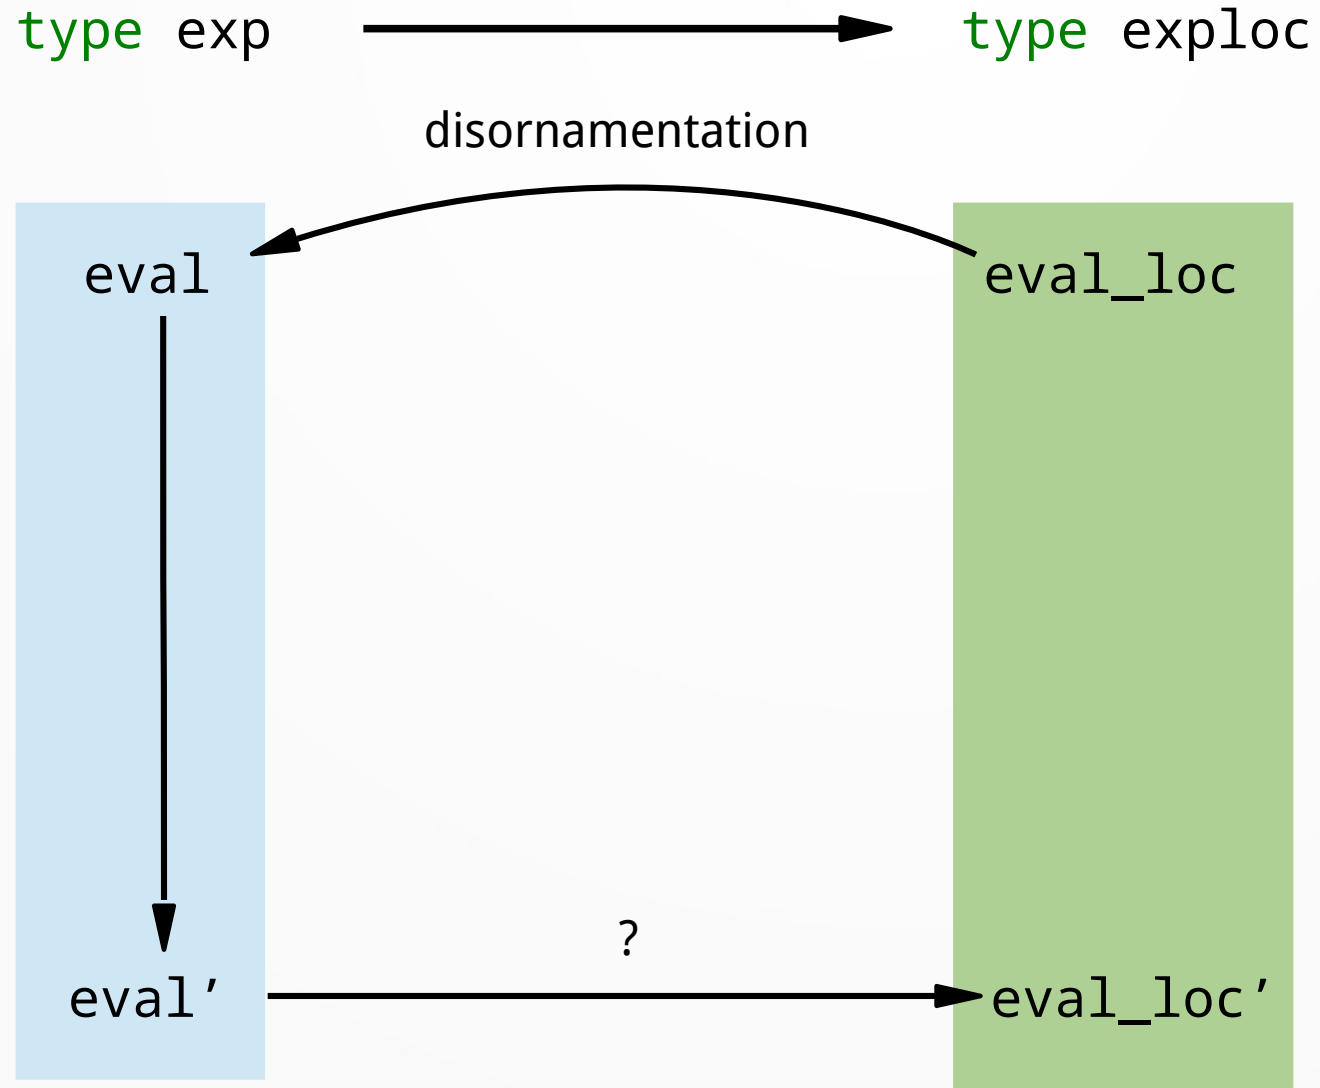 type exp
type exploc
disornamentation
eval
eval_loc
?
eval’
eval_loc’